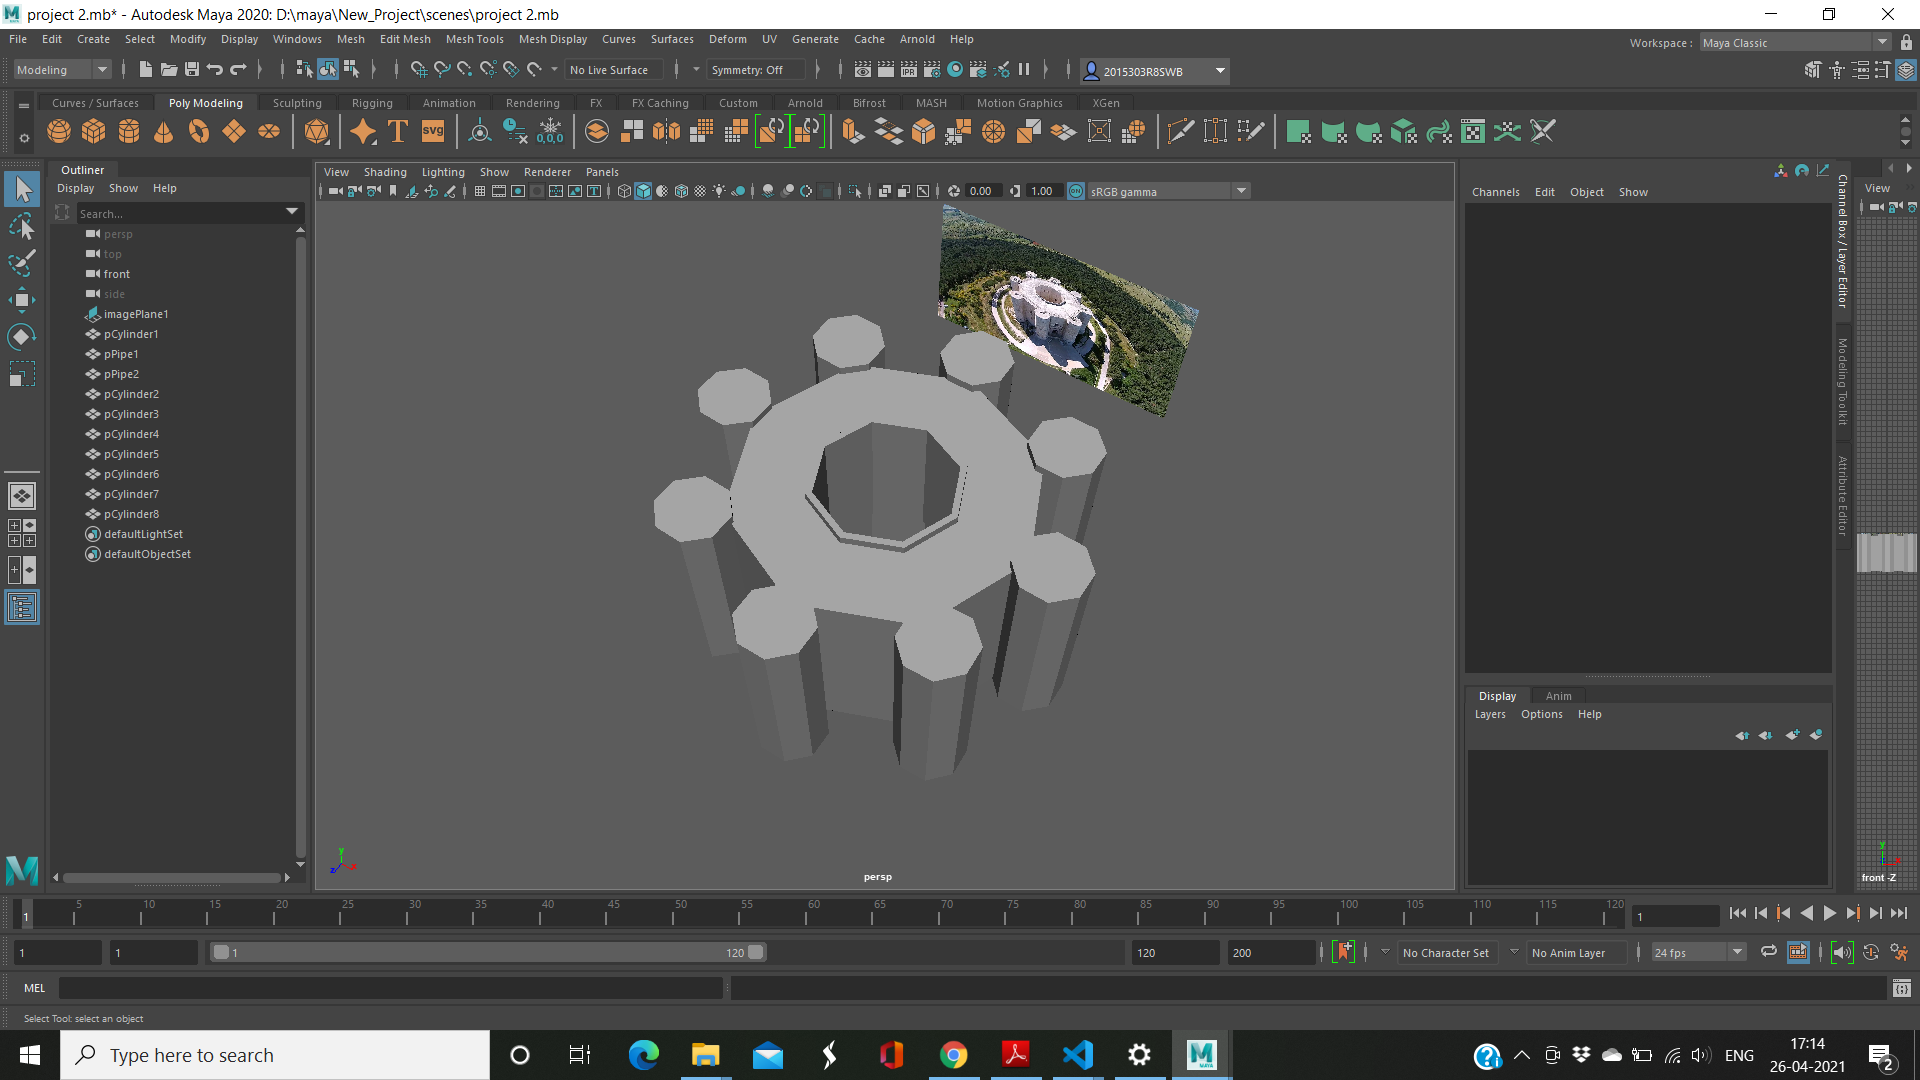 project 2.mb* - Autodesk Maya 2020: D:\maya\New_Project\scenes\project 2.mb
File Edit Create Select Modify Display Windows Mesh Edit Mesh Mesh Tools Mesh Display Curves Surfaces Deform UV Generate Cache Arnold Help
Workspace : Maya Classic
Modeling No Live Surface Symmetry: Off IPR 2015303R8SWB
Curves / Surfaces Poly Modeling Sculpting Rigging Animation Rendering FX FX Caching Custom Arnold Bifrost MASH Motion Graphics XGen
T SVG 0,0,0
Outliner
Display Show Help
Search...
persp
top
front
side
imagePlane1
pCylinder1
pPipe1
pPipe2
pCylinder2
pCylinder3
pCylinder4
pCylinder5
pCylinder6
pCylinder7
pCylinder8
defaultLightSet
defaultObjectSet
View Shading Lighting Show Renderer Panels
0.00 1.00 ON sRGB gamma
y
z x
persp
Channels Edit Object Show
Channel Box / Layer Editor
Modeling Toolkit
Attribute Editor
Display Anim
Layers Options Help
View
y
front -Z
1 5 10 15 20 25 30 35 40 45 50 55 60 65 70 75 80 85 90 95 100 105 110 115 120 1
1 1 1 120 120 200 No Character Set No Anim Layer 24 fps
MEL
Select Tool: select an object
Type here to search
MAYA
ENG
17:14
26-04-2021
2